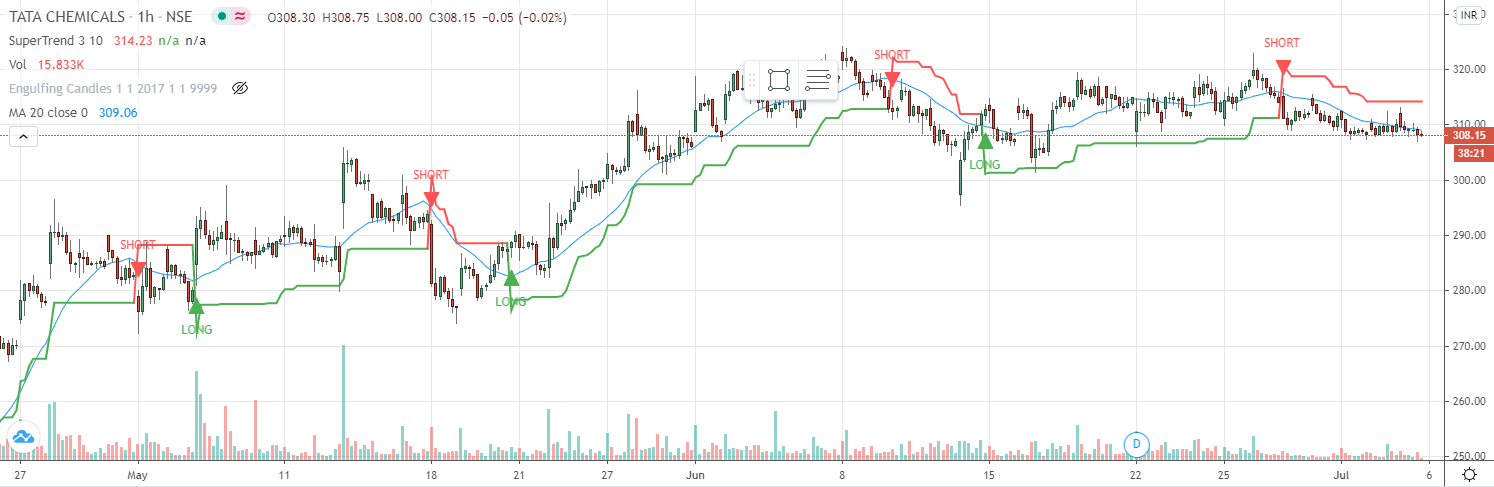 TATA CHEMICALS · 1h · NSE O308.30 H308.75 L308.00 C308.15 −0.05 (−0.02%)
SuperTrend 3 10 314.23 n/a n/a
Vol 15.833K
Engulfing Candles 1 1 2017 1 1 9999
MA 20 close 0 309.06
INR
320.00
310.00
308.15
38:21
300.00
290.00
280.00
270.00
260.00
250.00
SHORT
LONG
SHORT
LONG
SHORT
LONG
SHORT
D
27 May 11 18 21 27 Jun 8 15 22 25 Jul 6